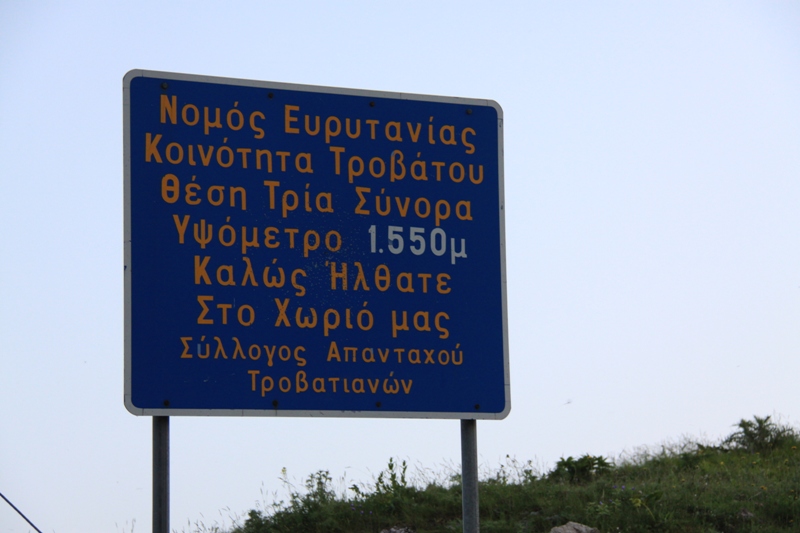 Νομός Ευρυτανίας
Κοινότητα Τροβάτου
Θέση Τρία Σύνορα
Υψόμετρο 1.550μ
Καλώς Ήλθατε
Στο Χωριό μας
Σύλλογος Απανταχού
Τροβατιανών